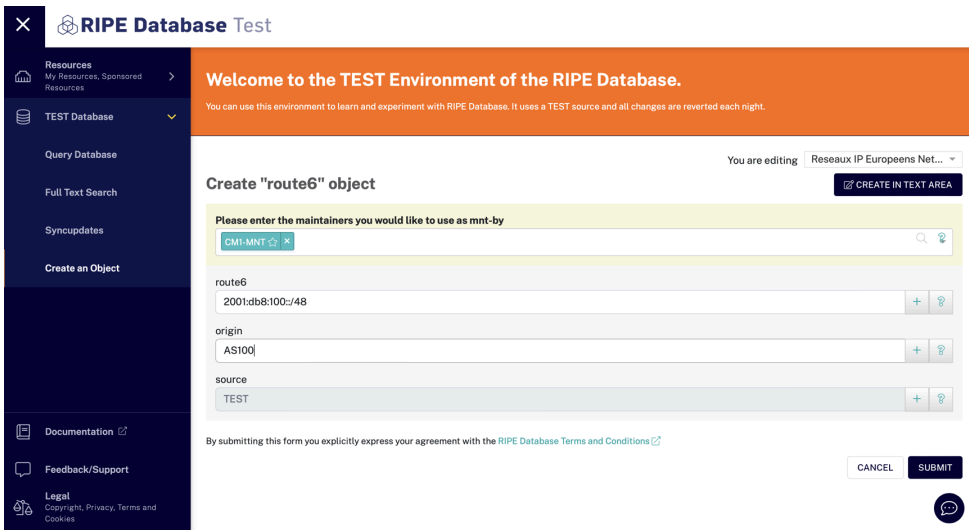 RIPE Database Test
Resources
My Resources, Sponsored
Resources
TEST Database
Query Database
Full Text Search
Syncupdates
Create an Object
Documentation
Feedback/Support
Legal
Copyright, Privacy, Terms and
Cookies
Welcome to the TEST Environment of the RIPE Database.
You can use this environment to learn and experiment with RIPE Database. It uses a TEST source and all changes are reverted each night.
You are editing Reseaux IP Europeens Net...
Create "route6" object
CREATE IN TEXT AREA
Please enter the maintainers you would like to use as mnt-by
CM1-MNT ×
route6
2001:db8:100::/48
origin
AS100
source
TEST
By submitting this form you explicitly express your agreement with the RIPE Database Terms and Conditions
CANCEL SUBMIT